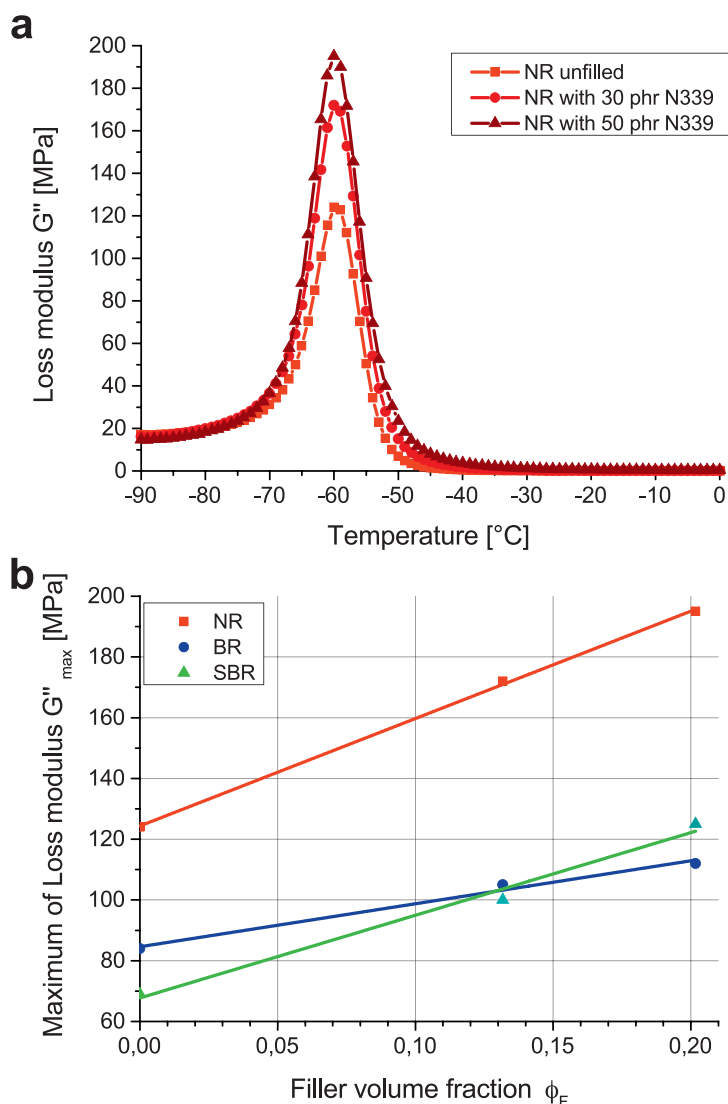 a
200
180
160
140
120
100
80
60
40
20
0
Loss modulus G" [MPa]
NR unfilled
NR with 30 phr N339
NR with 50 phr N339
-90 -80 -70 -60 -50 -40 -30 -20 -10 0
Temperature [°C]
b
200
180
160
140
120
100
80
60
Maximum of Loss modulus G"max [MPa]
NR
BR
SBR
0,00 0,05 0,10 0,15 0,20
Filler volume fraction ϕF